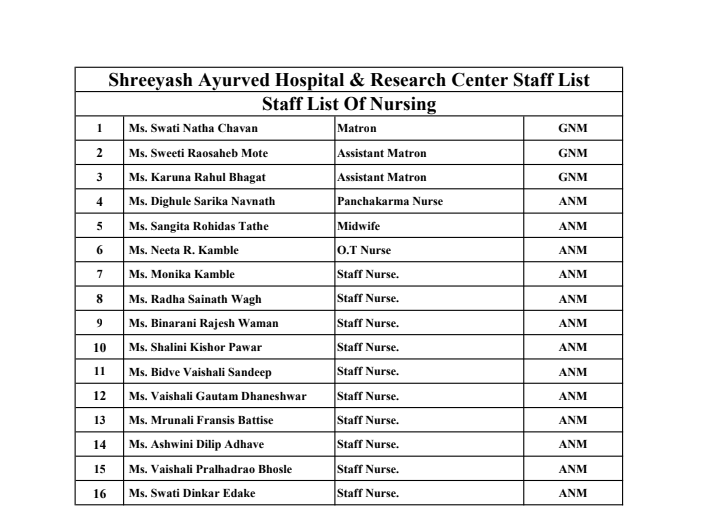 Shreeyash Ayurved Hospital & Research Center Staff List
Staff List Of Nursing
1 Ms. Swati Natha Chavan Matron GNM
2 Ms. Sweeti Raosaheb Mote Assistant Matron GNM
3 Ms. Karuna Rahul Bhagat Assistant Matron GNM
4 Ms. Dighule Sarika Navnath Panchakarma Nurse ANM
5 Ms. Sangita Rohidas Tathe Midwife ANM
6 Ms. Neeta R. Kamble O.T Nurse ANM
7 Ms. Monika Kamble Staff Nurse. ANM
8 Ms. Radha Sainath Wagh Staff Nurse. ANM
9 Ms. Binarani Rajesh Waman Staff Nurse. ANM
10 Ms. Shalini Kishor Pawar Staff Nurse. ANM
11 Ms. Bidve Vaishali Sandeep Staff Nurse. ANM
12 Ms. Vaishali Gautam Dhaneshwar Staff Nurse. ANM
13 Ms. Mrunali Fransis Battise Staff Nurse. ANM
14 Ms. Ashwini Dilip Adhave Staff Nurse. ANM
15 Ms. Vaishali Pralhadrao Bhosle Staff Nurse. ANM
16 Ms. Swati Dinkar Edake Staff Nurse. ANM